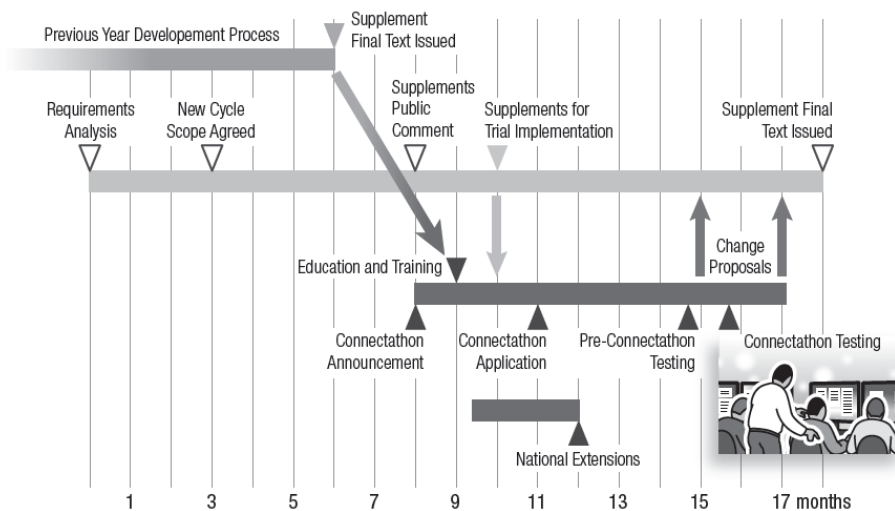 Previous Year Developement Process
Supplement
Final Text Issued
Requirements
Analysis
New Cycle
Scope Agreed
Supplements
Public
Comment
Supplements for
Trial Implementation
Supplement Final
Text Issued
Education and Training
Change
Proposals
Connectathon
Announcement
Connectathon
Application
Pre-Connectathon
Testing
Connectathon Testing
National Extensions
1 3 5 7 9 11 13 15 17 months